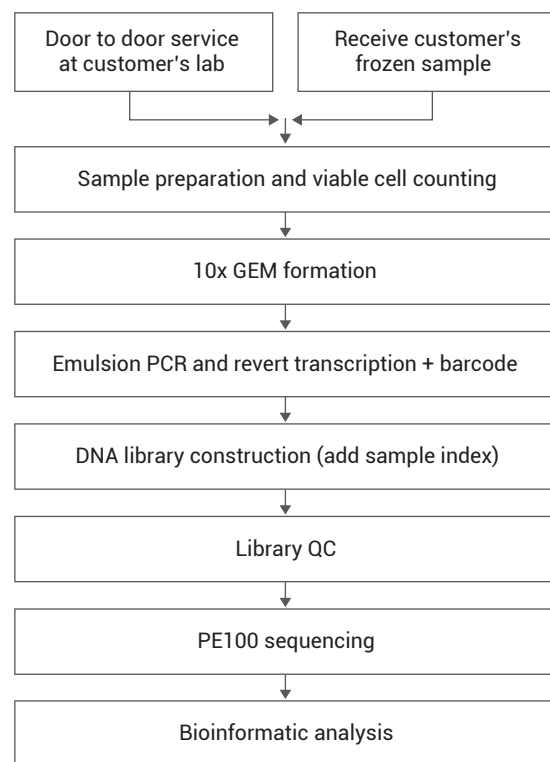 Door to door service
at customer's lab
Receive customer's
frozen sample
Sample preparation and viable cell counting
10x GEM formation
Emulsion PCR and revert transcription + barcode
DNA library construction (add sample index)
Library QC
PE100 sequencing
Bioinformatic analysis